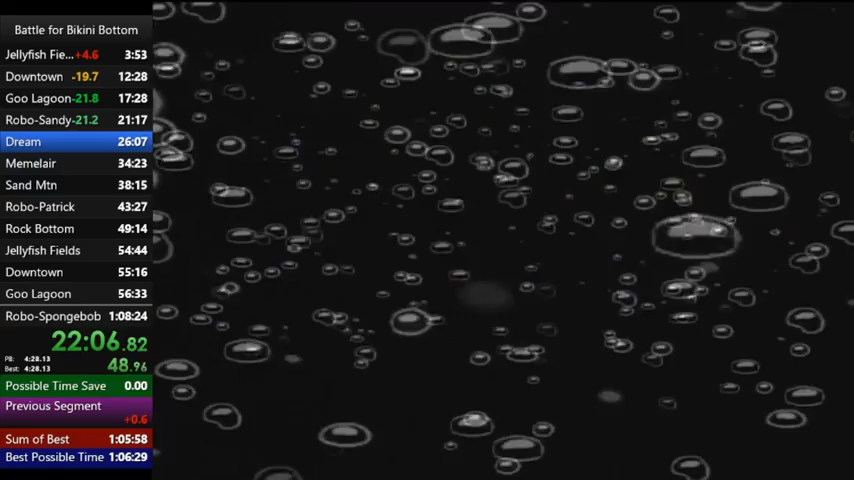 Battle for Bikini Bottom
Jellyfish Fie... +4.6 3:53
Downtown -19.7 12:28
Goo Lagoon -21.8 17:28
Robo-Sandy -21.2 21:17
Dream 26:07
Memelair 34:23
Sand Mtn 38:15
Robo-Patrick 43:27
Rock Bottom 49:14
Jellyfish Fields 54:44
Downtown 55:16
Goo Lagoon 56:33
Robo-Spongebob 1:08:24
22:06.82
PB: 4:28.13
Best: 4:28.13 48.96
Possible Time Save 0.00
Previous Segment
+0.6
Sum of Best 1:05:58
Best Possible Time 1:06:29